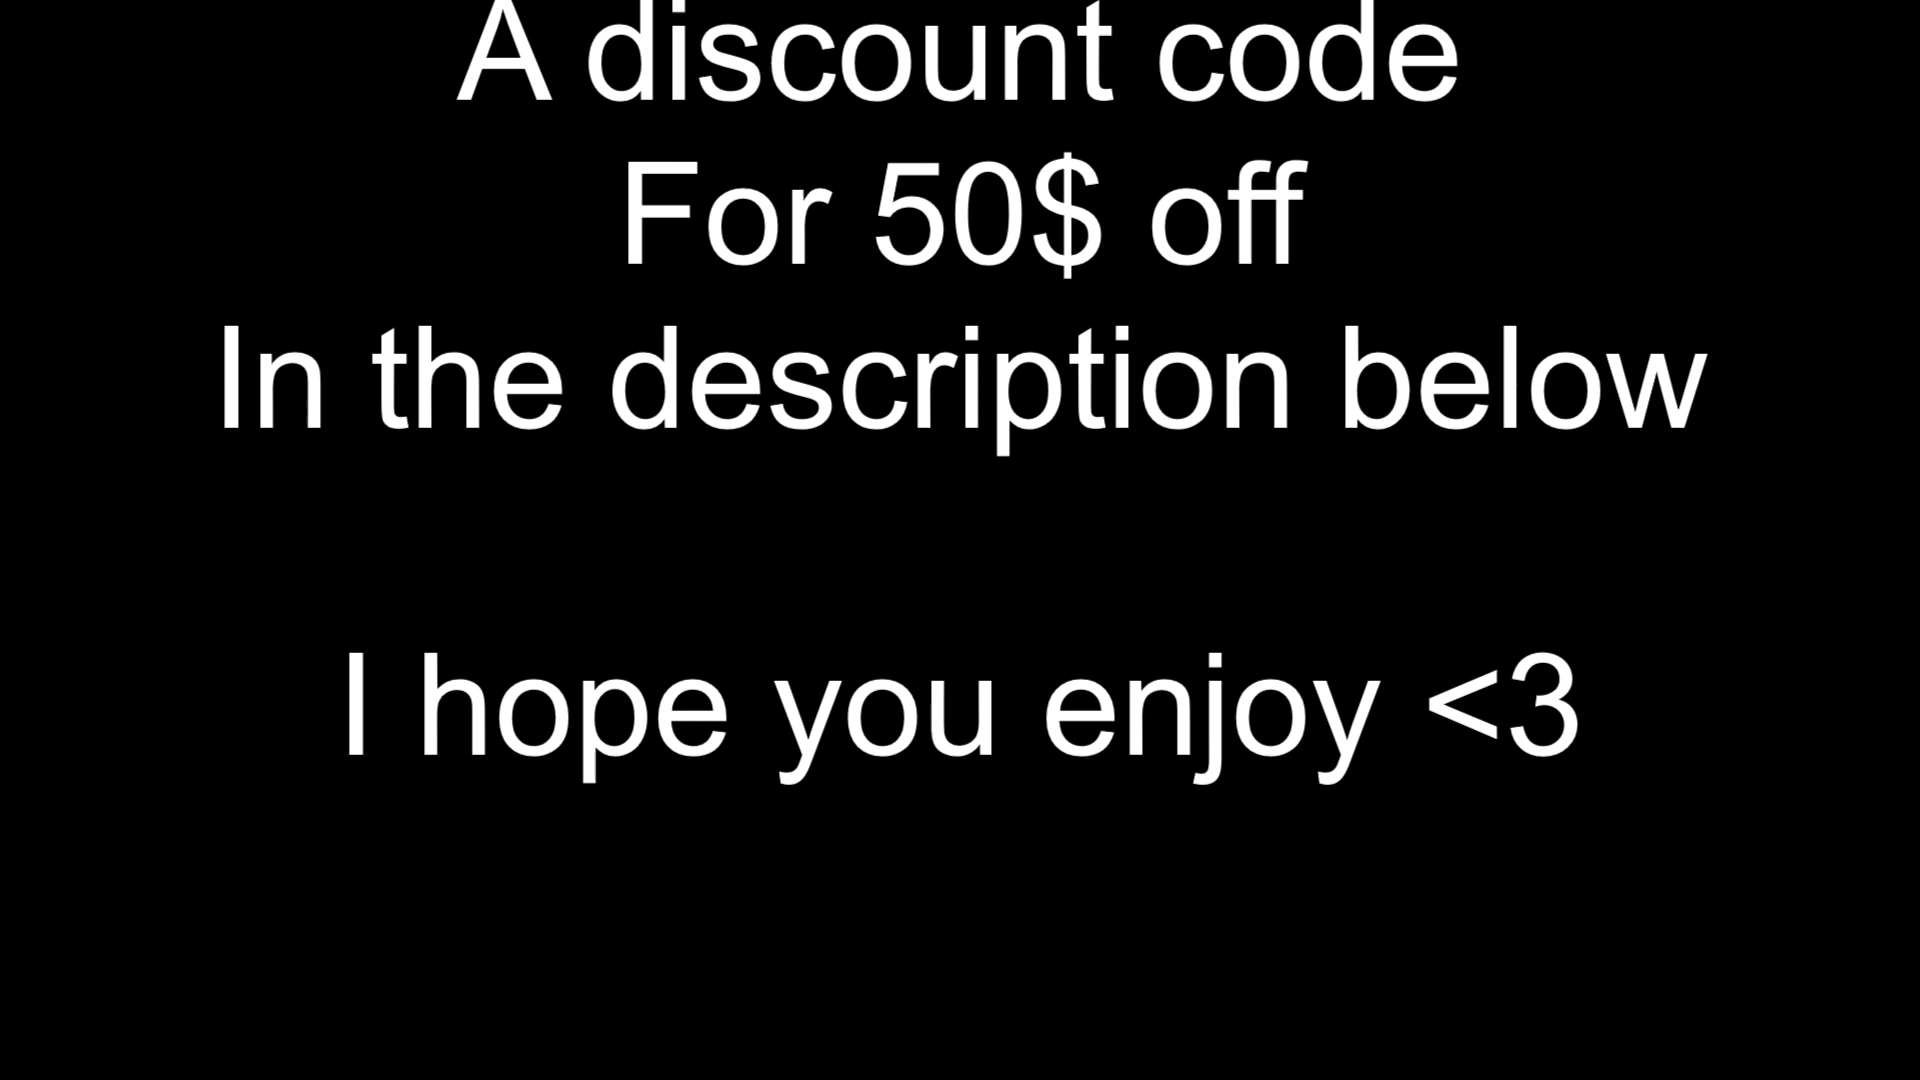 A discount code
For 50$ off
In the description below
I hope you enjoy <3